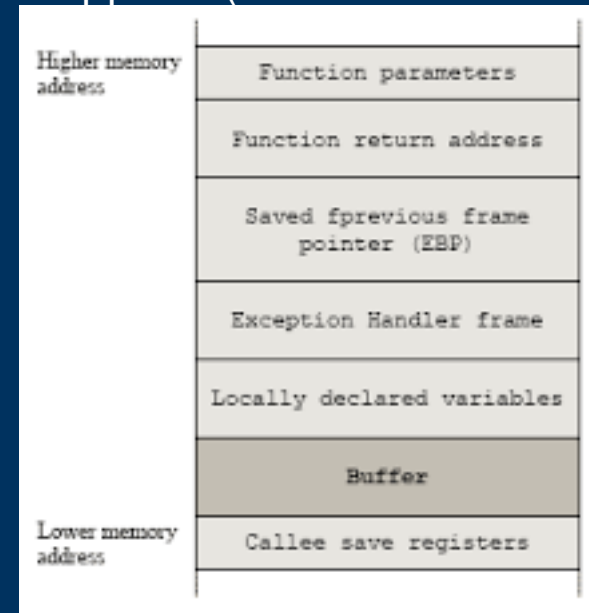 Higher memory
address
Function parameters
Function return address
Saved fprevious frame
pointer (EBP)
Exception Handler frame
Locally declared variables
Buffer
Lower memory
address
Callee save registers